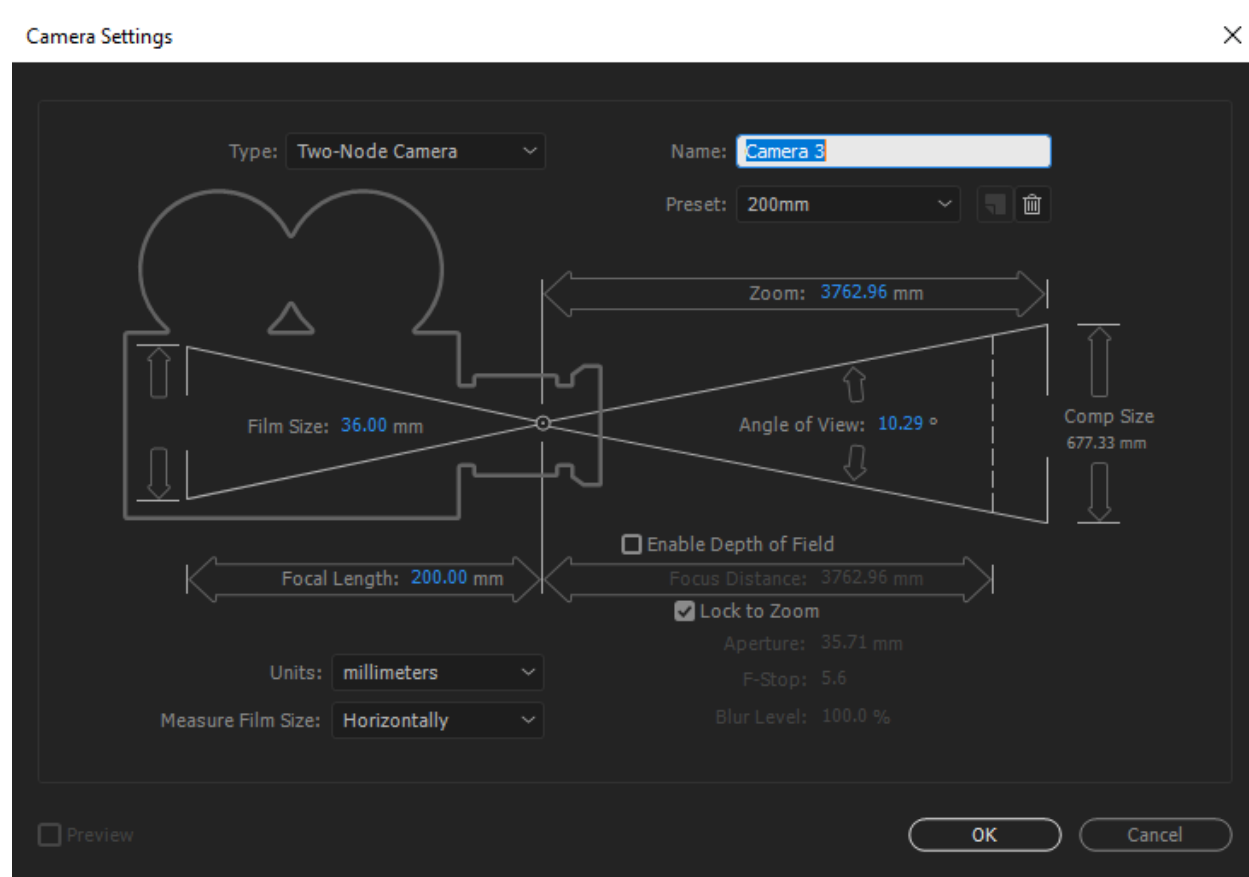 Camera Settings
Type: Two-Node Camera
Name: Camera 3
Preset: 200mm
Zoom: 3762.96 mm
Film Size: 36.00 mm
Angle of View: 10.29 °
Comp Size
677.33 mm
Enable Depth of Field
Focal Length: 200.00 mm
Focus Distance: 3762.96 mm
Lock to Zoom
Aperture: 35.71 mm
Units: millimeters
F-Stop: 5.6
Measure Film Size: Horizontally
Blur Level: 100.0 %
Preview
OK
Cancel